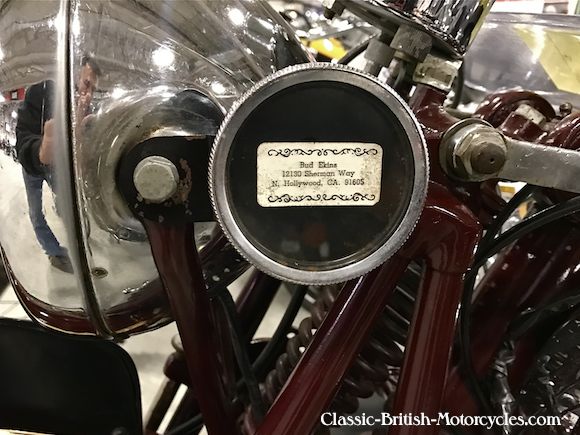 Bud Ekins
12130 Sherman Way
N. Hollywood, CA. 91605
Classic-British-Motorcycles.com